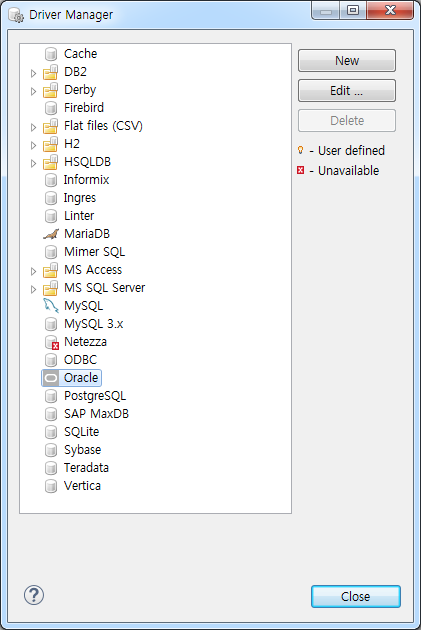 Driver Manager
Cache
DB2
Derby
Firebird
Flat files (CSV)
H2
HSQLDB
Informix
Ingres
Linter
MariaDB
Mimer SQL
MS Access
MS SQL Server
MySQL
MySQL 3.x
Netezza
ODBC
Oracle
PostgreSQL
SAP MaxDB
SQLite
Sybase
Teradata
Vertica
New
Edit ...
Delete
- User defined
- Unavailable
?
Close